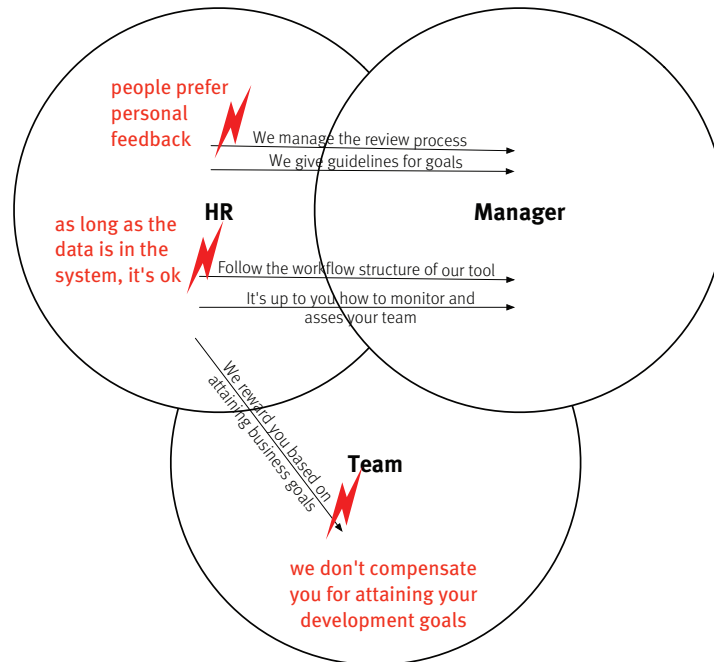 people prefer
personal
feedback
We manage the review process
We give guidelines for goals
HR
Manager
as long as the
data is in the
system, it's ok
Follow the workflow structure of our tool
It's up to you how to monitor and
asses your team
We reward you based on
attaining business goals
Team
we don't compensate
you for attaining your
development goals